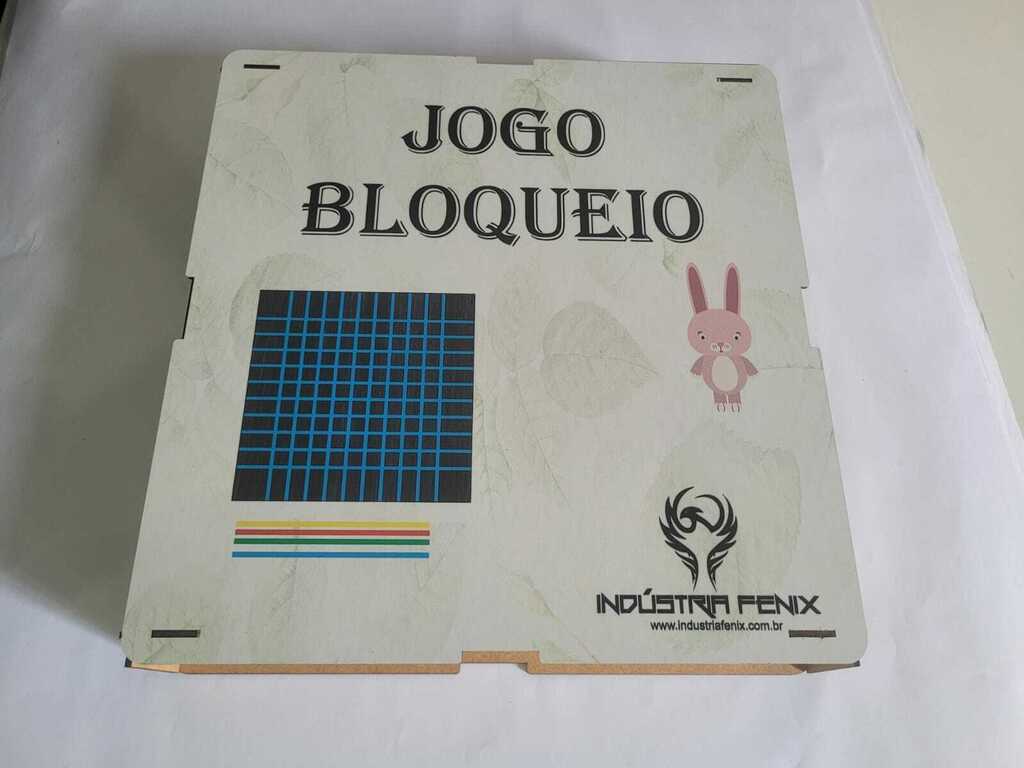 JOGO
BLOQUEIO
INDÚSTRIA FENIX
www.industriafenix.com.br